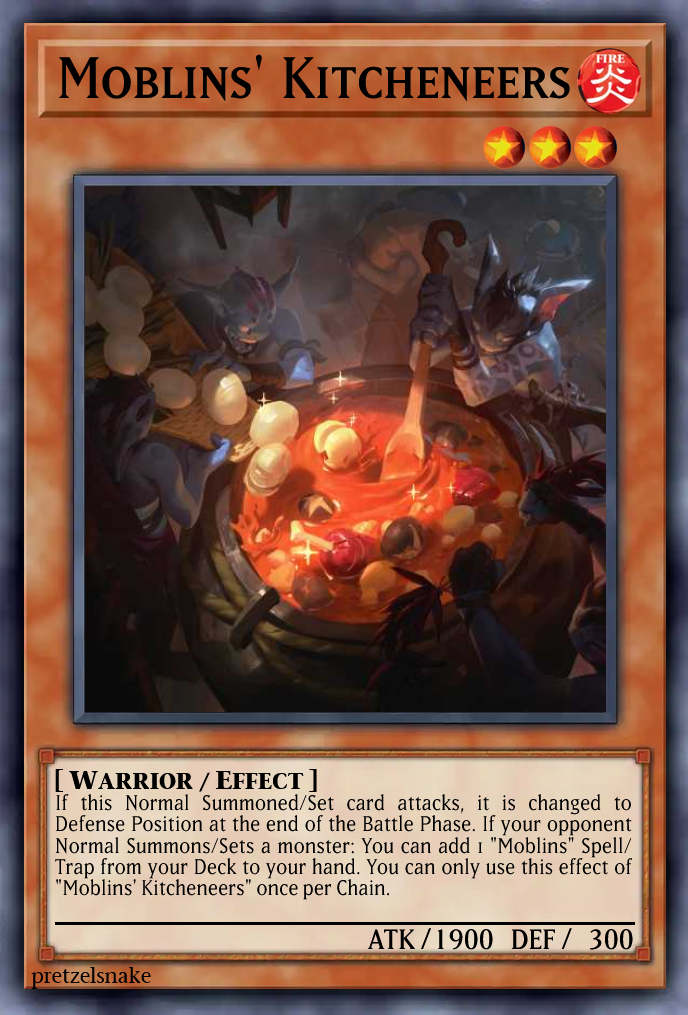 Moblins' Kitcheneers
FIRE
炎
[ Warrior / Effect ]
If this Normal Summoned/Set card attacks, it is changed to
Defense Position at the end of the Battle Phase. If your opponent
Normal Summons/Sets a monster: You can add 1 "Moblins" Spell/
Trap from your Deck to your hand. You can only use this effect of
"Moblins' Kitcheneers" once per Chain.
ATK / 1900 DEF / 300
pretzelsnake